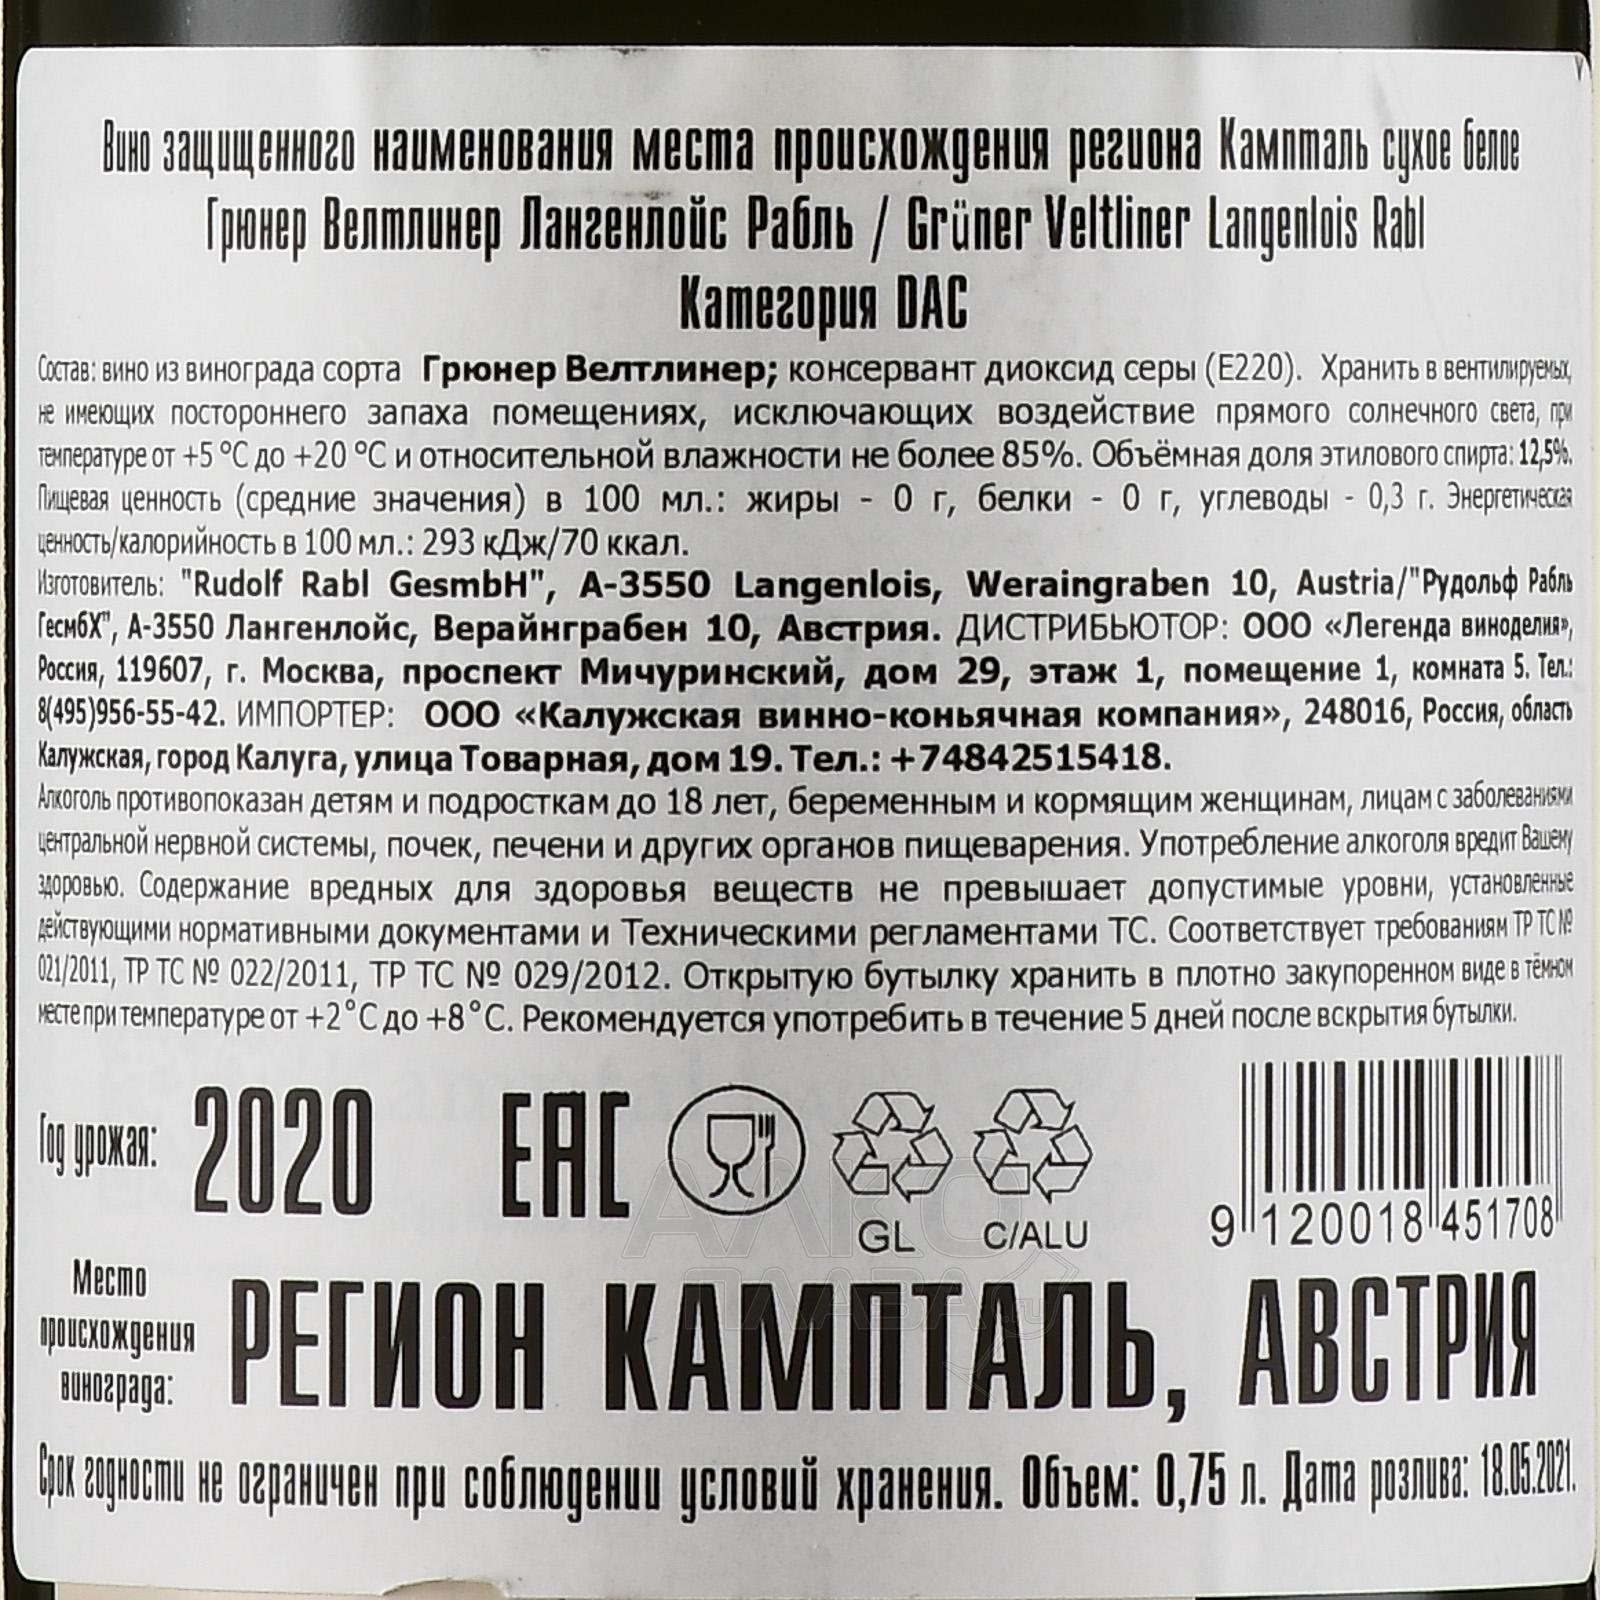 Вино защищенного наименования места происхождения региона Кампталь сухое белое
Грюнер Велтлинер Лангенлойс Рабль / Grüner Veltliner Langenlois Rabl
Категория DAC
Состав: вино из винограда сорта Грюнер Велтлинер; консервант диоксид серы (Е220). Хранить в вентилируемых,
не имеющих постороннего запаха помещениях, исключающих воздействие прямого солнечного света, при
температуре от +5 °С до +20 °С и относительной влажности не более 85%. Объёмная доля этилового спирта: 12,5%.
Пищевая ценность (средние значения) в 100 мл.: жиры - 0 г, белки - 0 г, углеводы - 0,3 г. Энергетическая
ценность/калорийность в 100 мл.: 293 кДж/70 ккал.
Изготовитель: "Rudolf Rabl GesmbH", A-3550 Langenlois, Weraingraben 10, Austria/"Рудольф Рабль
ГесмбХ", А-3550 Лангенлойс, Верайнграбен 10, Австрия. ДИСТРИБЬЮТОР: ООО «Легенда виноделия»,
Россия, 119607, г. Москва, проспект Мичуринский, дом 29, этаж 1, помещение 1, комната 5. Тел.:
8(495)956-55-42. ИМПОРТЕР: ООО «Калужская винно-коньячная компания», 248016, Россия, область
Калужская, город Калуга, улица Товарная, дом 19. Тел.: +74842515418.
Алкоголь противопоказан детям и подросткам до 18 лет, беременным и кормящим женщинам, лицам с заболеваниями
центральной нервной системы, почек, печени и других органов пищеварения. Употребление алкоголя вредит Вашему
здоровью. Содержание вредных для здоровья веществ не превышает допустимые уровни, установленные
действующими нормативными документами и Техническими регламентами ТС. Соответствует требованиям ТР ТС №
021/2011, ТР ТС № 022/2011, ТР ТС № 029/2012. Открытую бутылку хранить в плотно закупоренном виде в тёмном
месте при температуре от +2°С до +8°С. Рекомендуется употребить в течение 5 дней после вскрытия бутылки.
Год урожая: 2020 EAC
GL C/ALU
9 120018 451708
АЛКО
ПЛАЗА.ru
Место
происхождения
винограда:
РЕГИОН КАМПТАЛЬ, АВСТРИЯ
Срок годности не ограничен при соблюдении условий хранения. Объем: 0,75 л. Дата розлива: 18.05.2021.